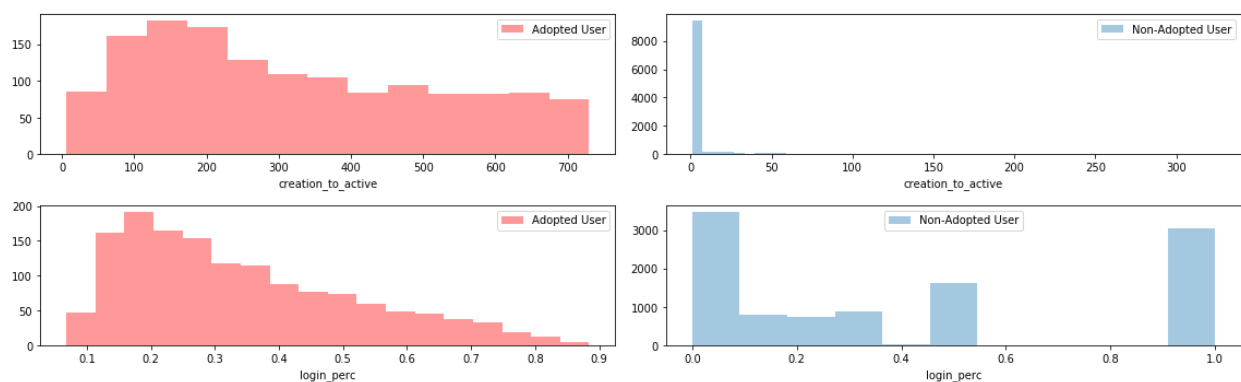 Adopted User
150
100
50
0
0 100 200 300 400 500 600 700
creation_to_active
Non-Adopted User
8000
6000
4000
2000
0
0 50 100 150 200 250 300
creation_to_active
Adopted User
200
150
100
50
0
0.1 0.2 0.3 0.4 0.5 0.6 0.7 0.8 0.9
login_perc
Non-Adopted User
3000
2000
1000
0
0.0 0.2 0.4 0.6 0.8 1.0
login_perc